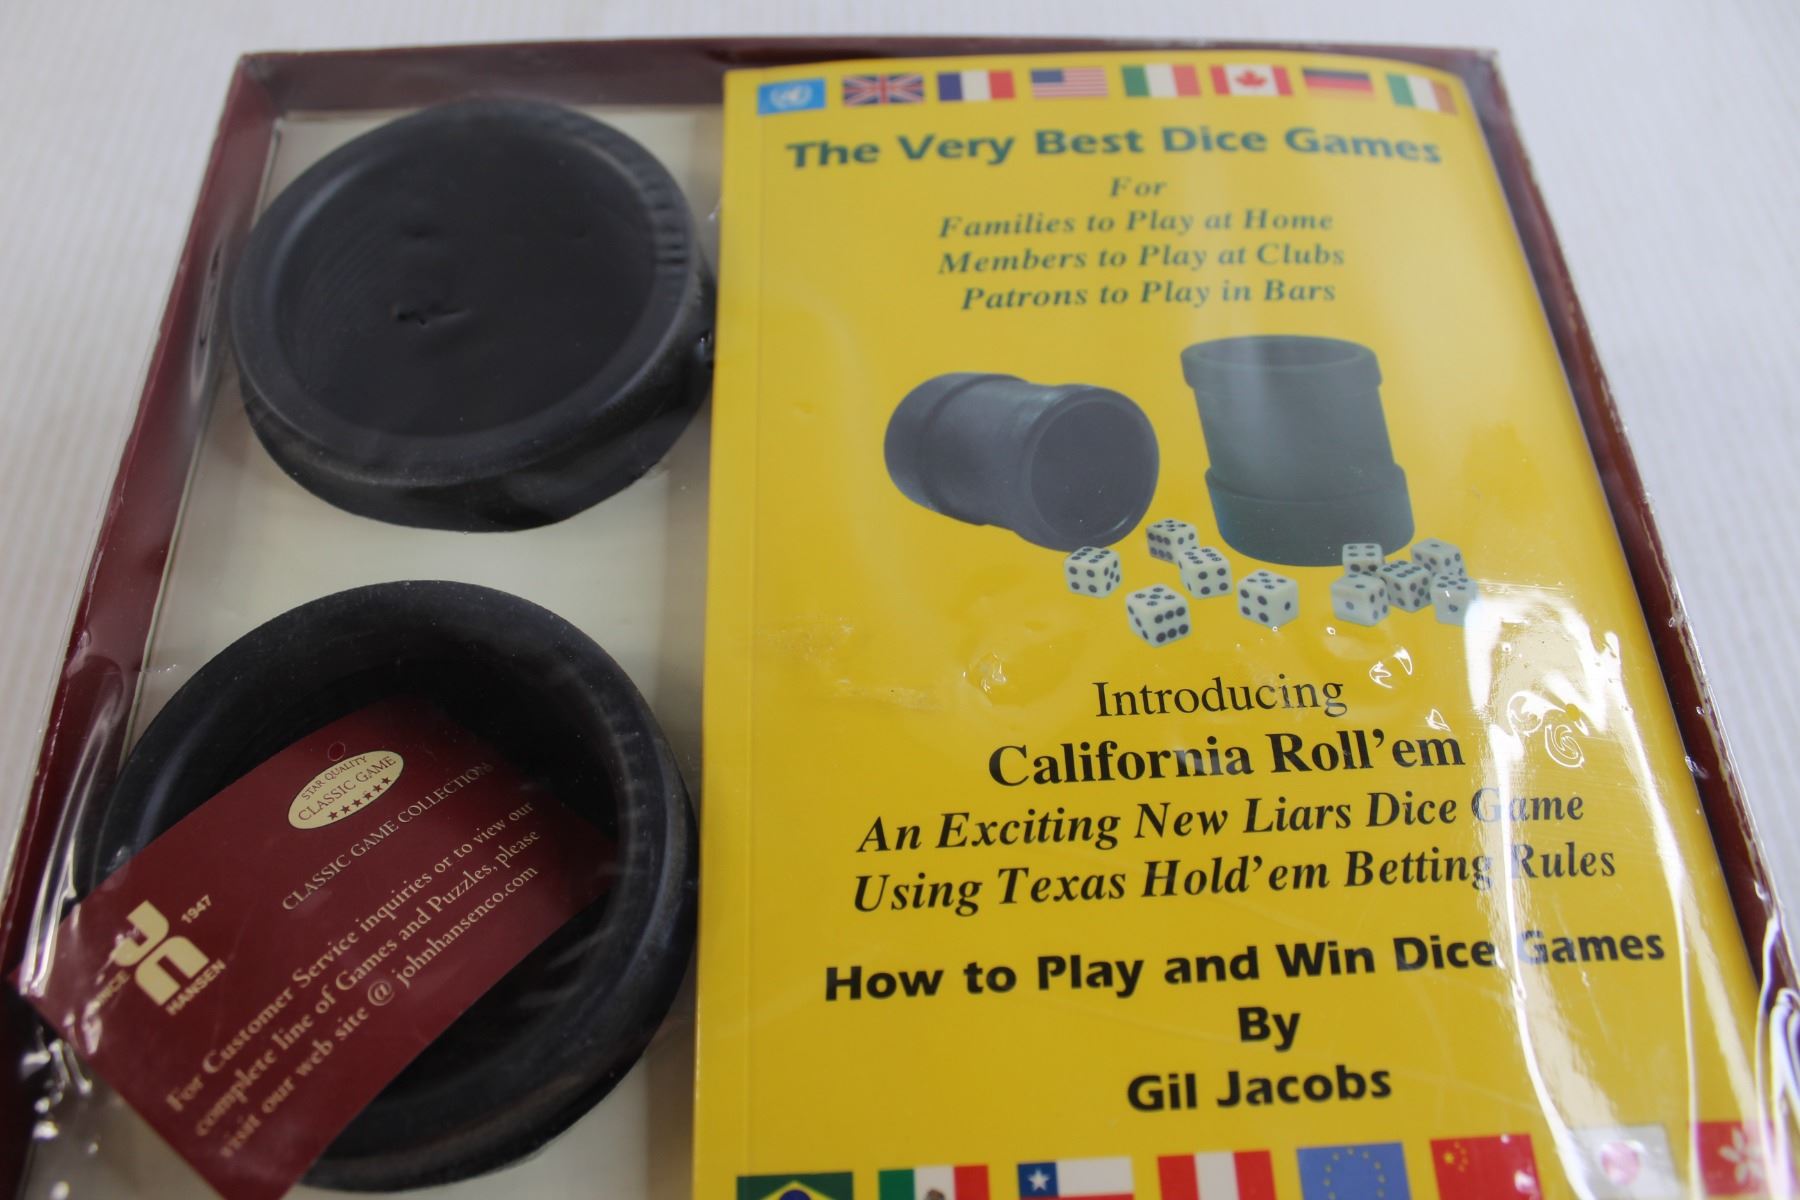 The Very Best Dice Games
For
Families to Play at Home
Members to Play at Clubs
Patrons to Play in Bars
Introducing
California Roll'em
An Exciting New Liars Dice Game
Using Texas Hold'em Betting Rules
How to Play and Win Dice Games
By
Gil Jacobs
STAR QUALITY
CLASSIC GAME
CLASSIC GAME COLLECTION
1947
HANSEN
For Customer Service inquiries or to view our
complete line of Games and Puzzles, please
visit our web site @ johnhansenco.com